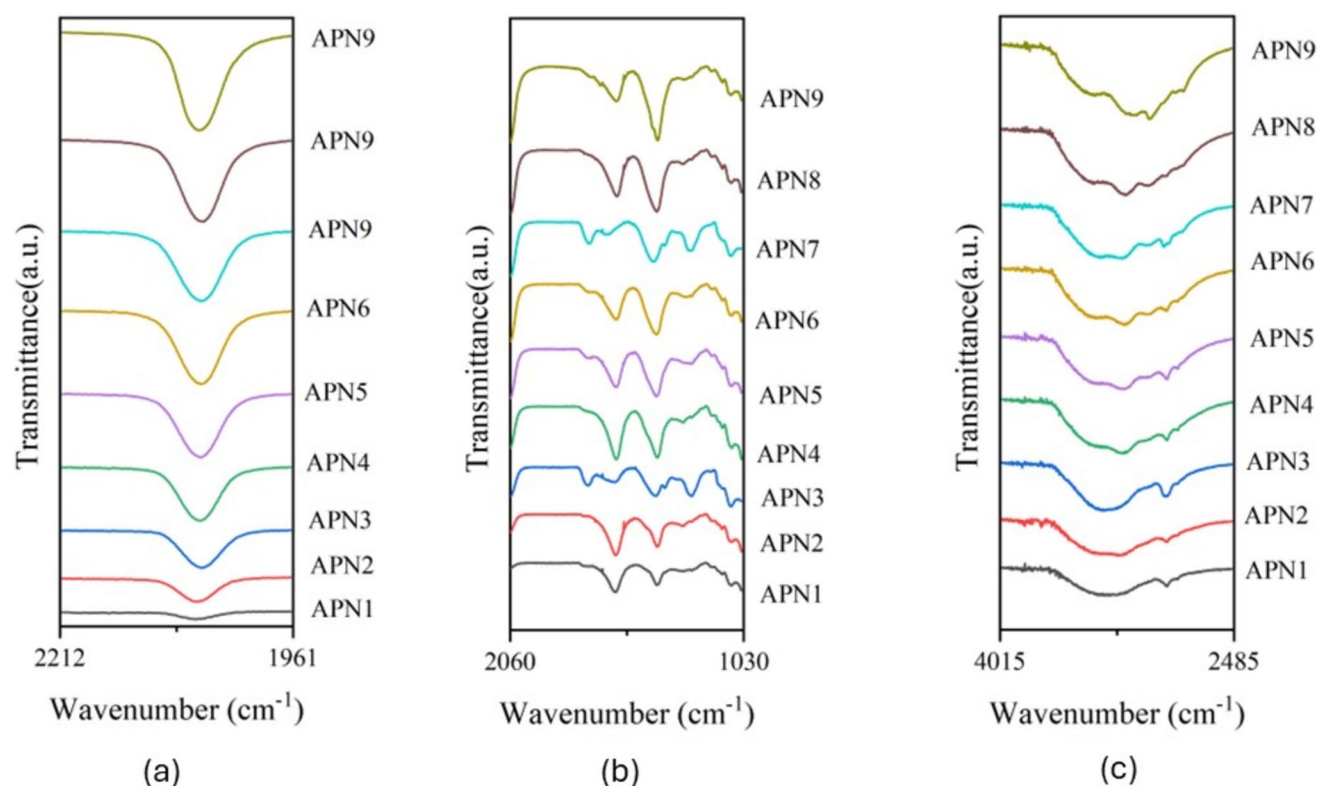 Transmittance(a.u.)
APN9
APN9
APN9
APN6
APN5
APN4
APN3
APN2
APN1
2212
1961
Wavenumber (cm-1)
(a)
Transmittance(a.u.)
APN9
APN8
APN7
APN6
APN5
APN4
APN3
APN2
APN1
2060
1030
Wavenumber (cm-1)
(b)
Transmittance(a.u.)
APN9
APN8
APN7
APN6
APN5
APN4
APN3
APN2
APN1
4015
2485
Wavenumber (cm-1)
(c)